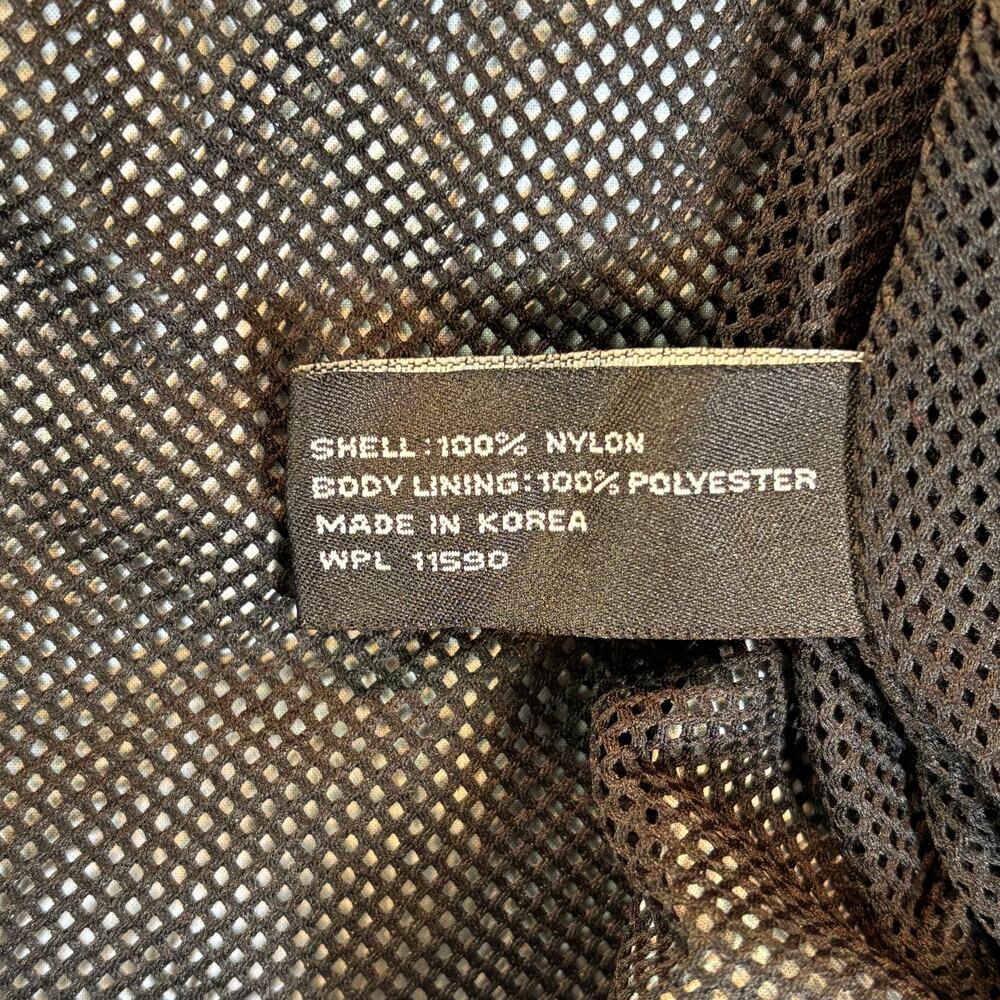 SHELL:100% NYLON
BODY LINING:100% POLYESTER
MADE IN KOREA
WPL 11590